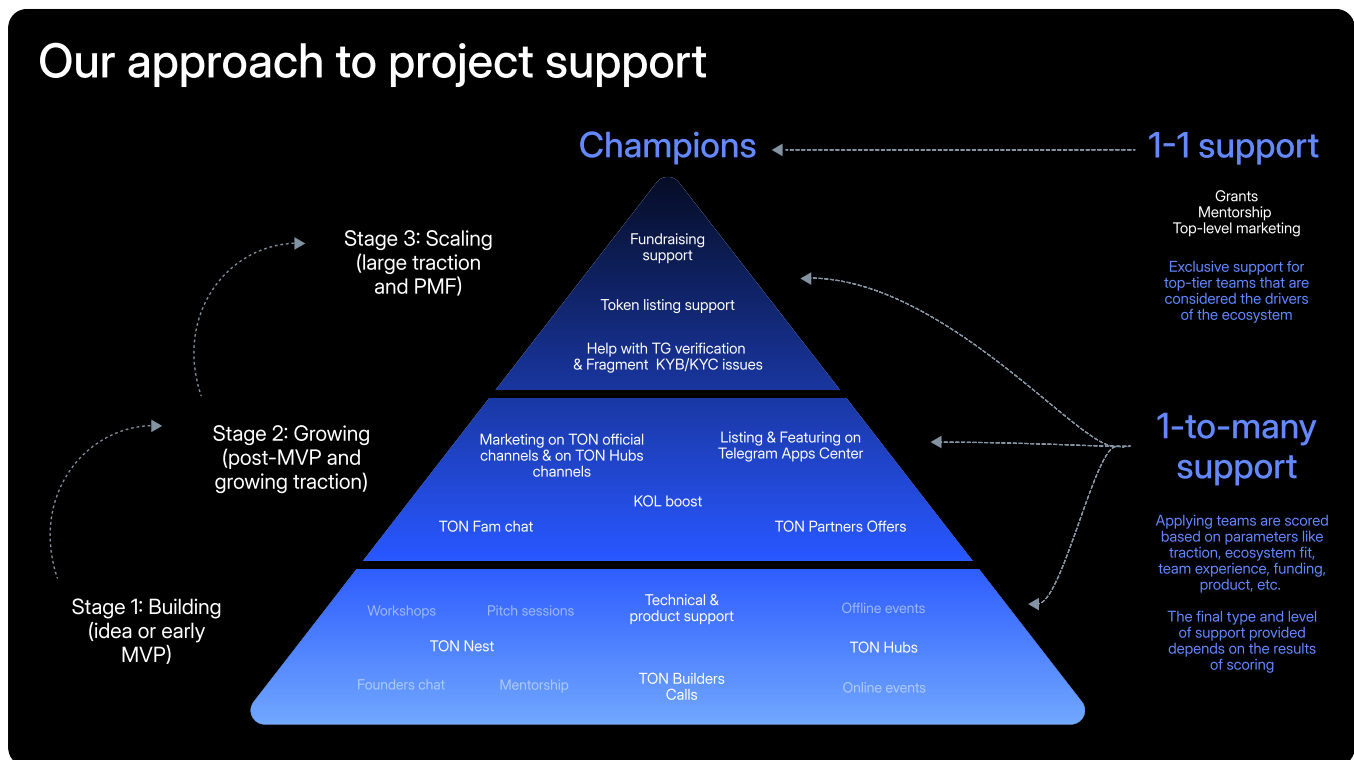 Our approach to project support
Champions
1-1 support
Grants
Mentorship
Top-level marketing
Exclusive support for
top-tier teams that are
considered the drivers
of the ecosystem
Stage 3: Scaling
(large traction
and PMF)
Fundraising
support
Token listing support
Help with TG verification
& Fragment KYB/KYC issues
Stage 2: Growing
(post-MVP and
growing traction)
Marketing on TON official
channels & on TON Hubs
channels
Listing & Featuring on
Telegram Apps Center
KOL boost
TON Fam chat
TON Partners Offers
1-to-many
support
Applying teams are scored
based on parameters like
traction, ecosystem fit,
team experience, funding,
product, etc.
The final type and level
of support provided
depends on the results
of scoring
Stage 1: Building
(idea or early
MVP)
Workshops
Pitch sessions
Technical &
product support
Offline events
TON Nest
TON Hubs
Founders chat
Mentorship
TON Builders
Calls
Online events